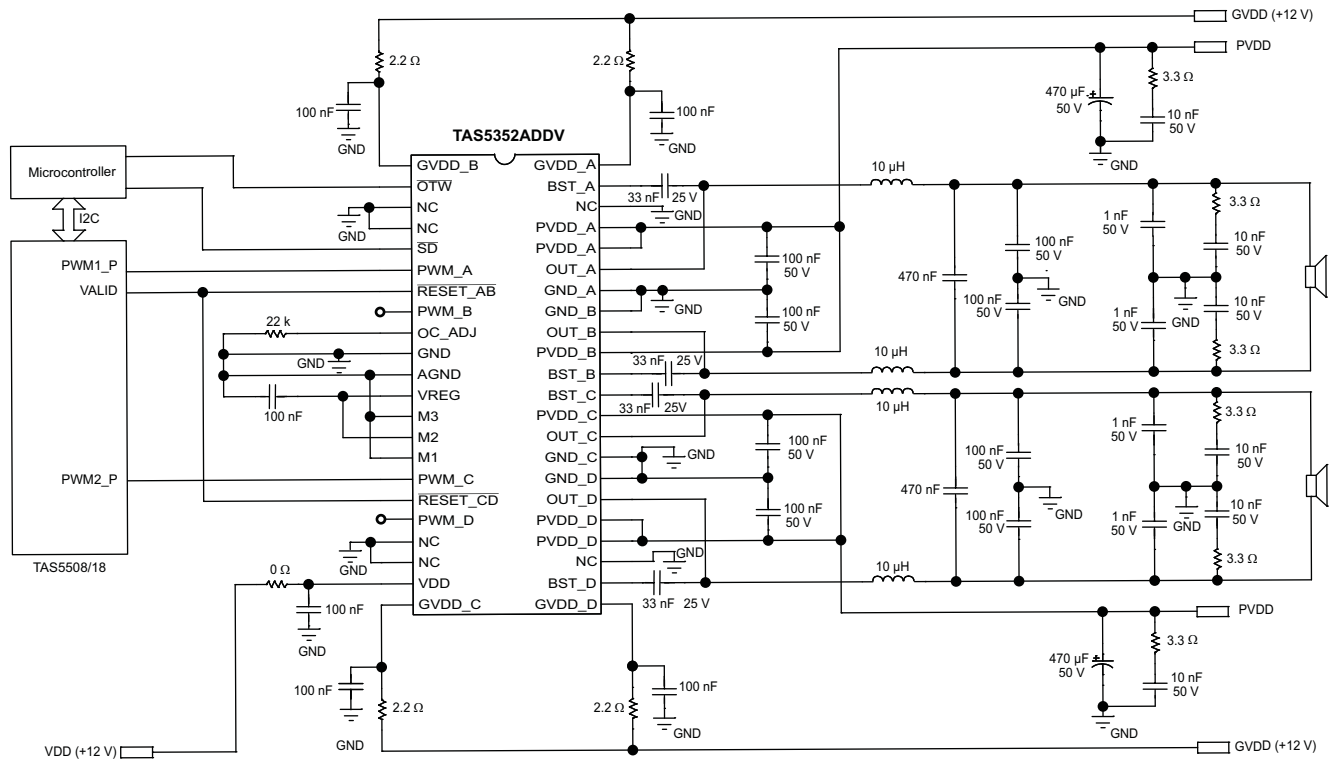 GVDD (+12 V)
PVDD
2.2 Ω
2.2 Ω
3.3 Ω
470 µF
50 V
10 nF
50 V
100 nF
100 nF
GND
GND
GND
TAS5352ADDV
Microcontroller
I2C
GVDD_B
OTW
NC
NC
SD
PWM_A
RESET_AB
PWM_B
OC_ADJ
GND
AGND
VREG
M3
M2
M1
PWM_C
RESET_CD
PWM_D
NC
NC
VDD
GVDD_C
GVDD_A
BST_A
NC
PVDD_A
PVDD_A
OUT_A
GND_A
GND_B
OUT_B
PVDD_B
BST_B
BST_C
PVDD_C
OUT_C
GND_C
GND_D
OUT_D
PVDD_D
PVDD_D
NC
BST_D
GVDD_D
GND
PWM1_P
VALID
PWM2_P
TAS5508/18
22 k
GND
100 nF
GND
0 Ω
100 nF
GND
33 nF 25 V
GND
100 nF
50 V
GND
100 nF
50 V
33 nF 25 V
33 nF 25V
100 nF
50 V
GND
100 nF
50 V
GND
33 nF 25 V
10 µH
10 µH
10 µH
10 µH
470 nF
100 nF
50 V
GND
100 nF
50 V
1 nF
50 V
GND
1 nF
50 V
3.3 Ω
10 nF
50 V
10 nF
50 V
3.3 Ω
470 nF
100 nF
50 V
GND
100 nF
50 V
1 nF
50 V
GND
1 nF
50 V
3.3 Ω
10 nF
50 V
10 nF
50 V
3.3 Ω
PVDD
3.3 Ω
470 µF
50 V
10 nF
50 V
GND
100 nF
100 nF
2.2 Ω
2.2 Ω
GND
GND
VDD (+12 V)
GVDD (+12 V)